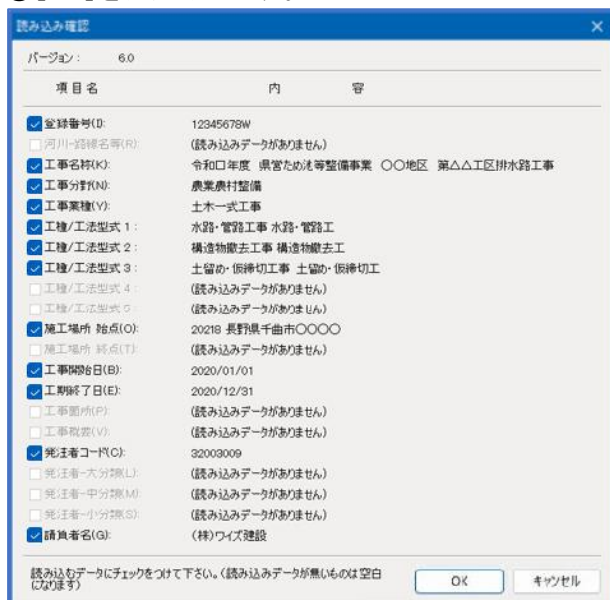 読み込み確認
バージョン： 6.0
項目名 内 容
登録番号(I): 12345678W
河川-路線名等(R): (読み込みデータがありません)
工事名称(K): 令和口年度 県営ため池等整備事業 〇〇地区 第△△工区排水路工事
工事分野(N): 農業農村整備
工事業種(Y): 土木一式工事
工種/工法型式 1 : 水路・管路工事 水路・管路工
工種/工法型式 2 : 構造物撤去工事 構造物撤去工
工種/工法型式 3 : 土留め・仮締切工事 土留め・仮締切工
工種/工法型式 4 : (読み込みデータがありません)
工種/工法型式 5 : (読み込みデータがありません)
施工場所 始点(O): 20218 長野県千曲市〇〇〇〇
施工場所 終点(T): (読み込みデータがありません)
工事開始日(B): 2020/01/01
工期終了日(E): 2020/12/31
工事箇所(P): (読み込みデータがありません)
工事概要(V): (読み込みデータがありません)
発注者コード(C): 32003009
発注者-大分類(L): (読み込みデータがありません)
発注者-中分類(M): (読み込みデータがありません)
発注者-小分類(S): (読み込みデータがありません)
請負者名(G): (株)ワイズ建設
読み込むデータにチェックをつけて下さい。(読み込みデータが無いものは空白
になります)
OK キャンセル